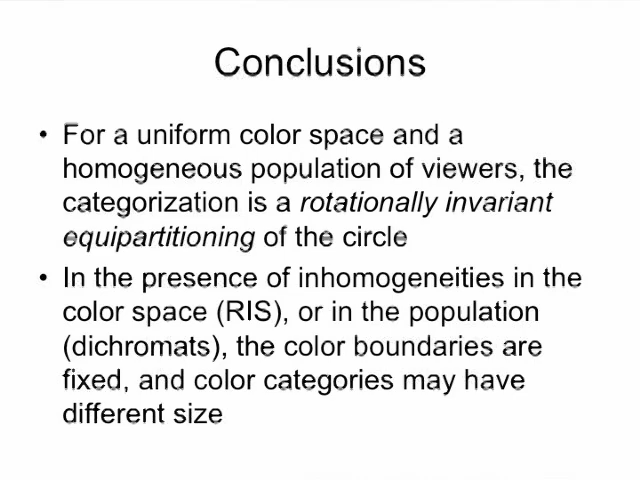 Conclusions
• For a uniform color space and a
homogeneous population of viewers, the
categorization is a rotationally invariant
equipartitioning of the circle
• In the presence of inhomogeneities in the
color space (RIS), or in the population
(dichromats), the color boundaries are
fixed, and color categories may have
different size